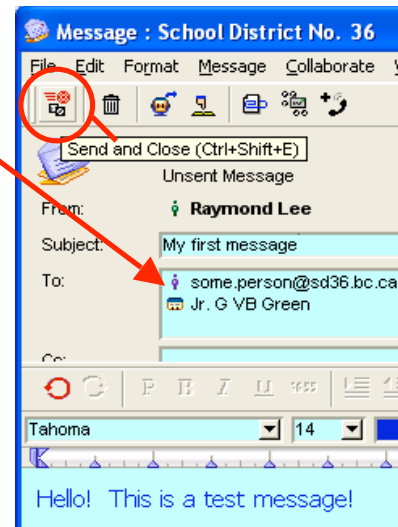 Message : School District No. 36
File Edit Format Message Collaborate
Send and Close (Ctrl+Shift+E)
Unsent Message
From: Raymond Lee
Subject: My first message
To: some.person@sd36.bc.ca
Jr. G VB Green
Cc:
P B I U
Tahoma 14
Hello! This is a test message!